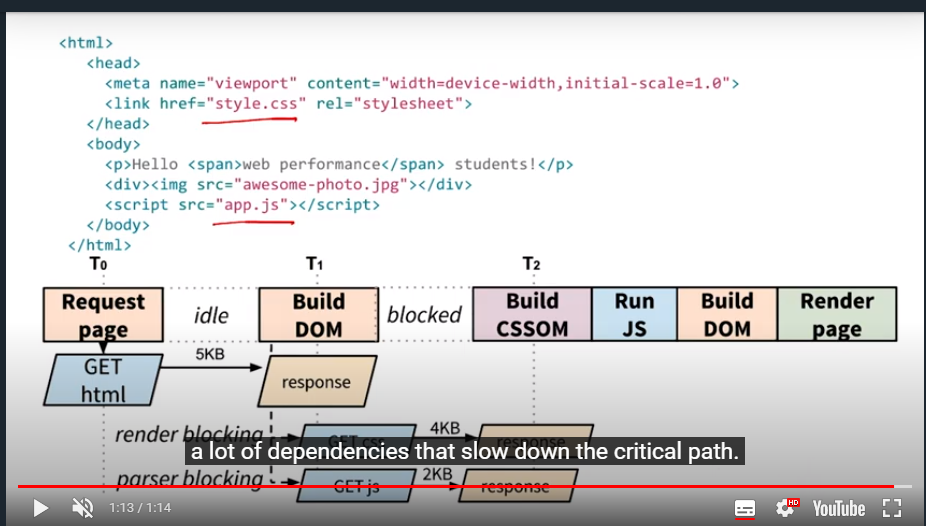 <html>
<head>
<meta name="viewport" content="width=device-width,initial-scale=1.0">
<link href="style.css" rel="stylesheet">
</head>
<body>
<p>Hello <span>web performance</span> students!</p>
<div><img src="awesome-photo.jpg"></div>
<script src="app.js"></script>
</body>
</html>
T0 T1 T2
Request page idle Build DOM blocked Build CSSOM Run JS Build DOM Render page
GET html 5KB response
render blocking GET css 4KB response
a lot of dependencies that slow down the critical path.
parser blocking GET js 2KB response
1:13 / 1:14 HD YouTube